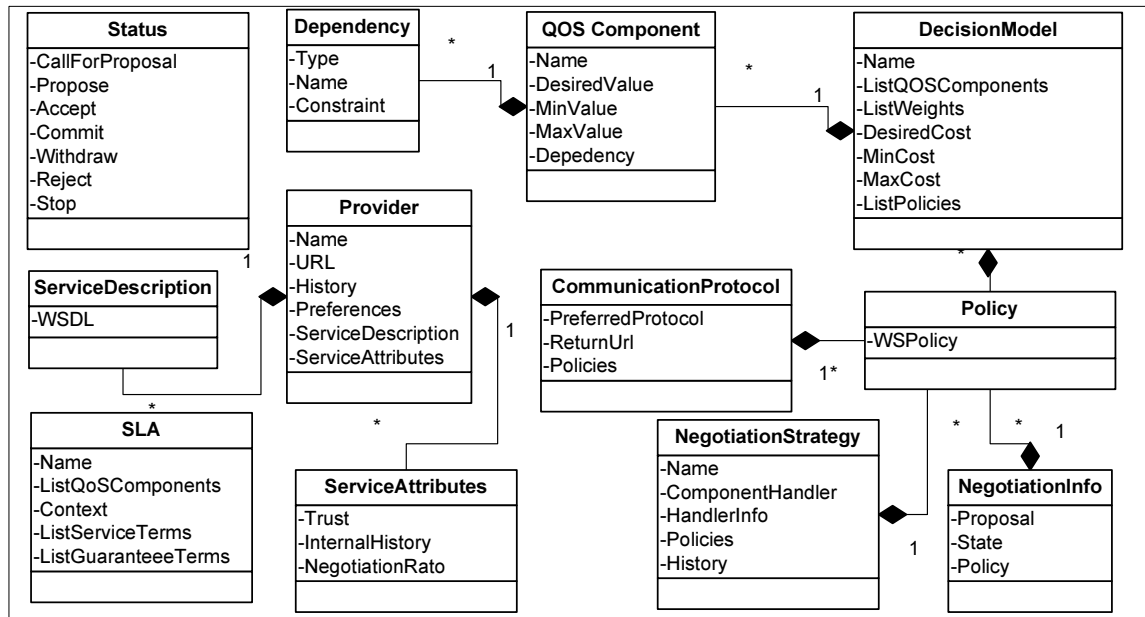 Status
-CallForProposal
-Propose
-Accept
-Commit
-Withdraw
-Reject
-Stop
Dependency
-Type
-Name
-Constraint
*
1
QOS Component
-Name
-DesiredValue
-MinValue
-MaxValue
-Depedency
*
1
DecisionModel
-Name
-ListQOSComponents
-ListWeights
-DesiredCost
-MinCost
-MaxCost
-ListPolicies
Provider
-Name
-URL
-History
-Preferences
-ServiceDescription
-ServiceAttributes
1
1
*
*
ServiceDescription
-WSDL
CommunicationProtocol
-PreferredProtocol
-ReturnUrl
-Policies
1*
*
Policy
-WSPolicy
SLA
-Name
-ListQoSComponents
-Context
-ListServiceTerms
-ListGuaranteeeTerms
ServiceAttributes
-Trust
-InternalHistory
-NegotiationRato
NegotiationStrategy
-Name
-ComponentHandler
-HandlerInfo
-Policies
-History
*
1
*
1
NegotiationInfo
-Proposal
-State
-Policy